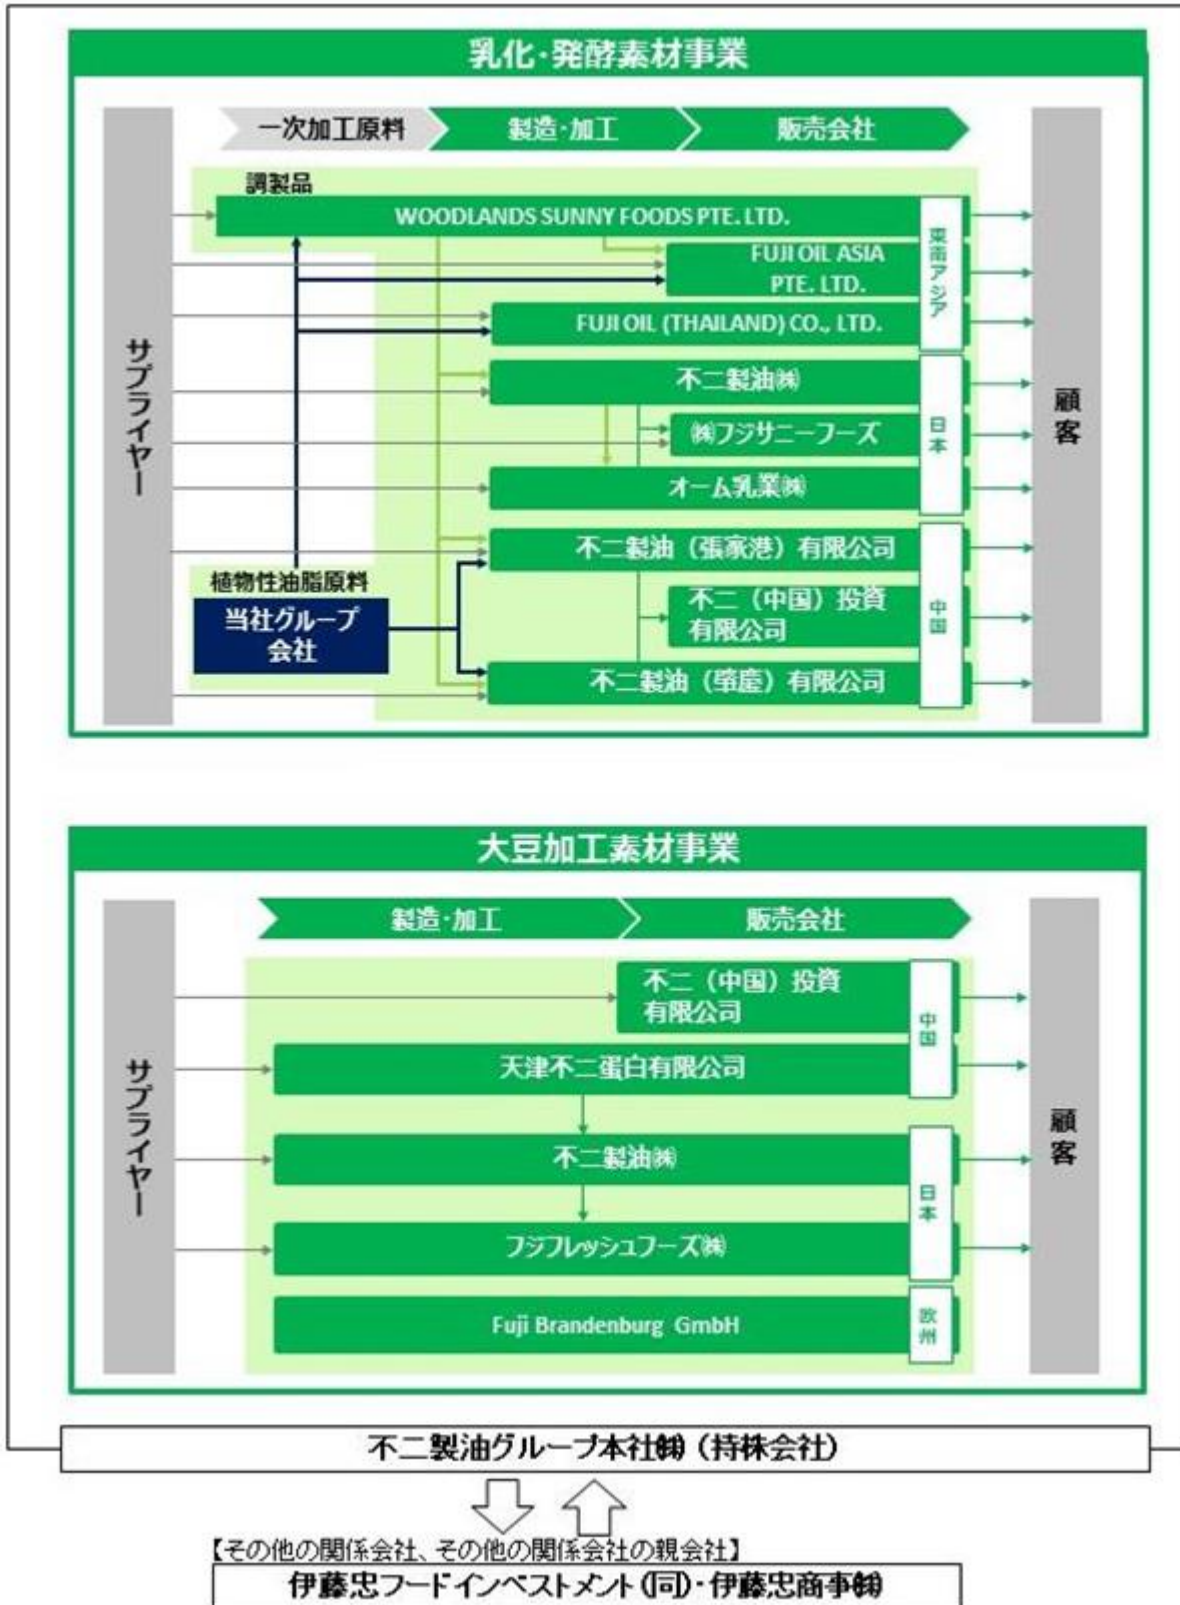 乳化・発酵素材事業
一次加工原料
製造・加工
販売会社
サプライヤー
顧客
調製品
WOODLANDS SUNNY FOODS PTE. LTD.
FUJI OIL ASIA
PTE. LTD.
FUJI OIL (THAILAND) CO., LTD.
東南アジア
不二製油㈱
㈱フジサニーフーズ
オーム乳業㈱
日本
不二製油（張家港）有限公司
不二（中国）投資
有限公司
不二製油（肇慶）有限公司
中国
植物性油脂原料
当社グループ
会社
大豆加工素材事業
製造・加工
販売会社
サプライヤー
顧客
不二（中国）投資
有限公司
天津不二蛋白有限公司
中国
不二製油㈱
フジフレッシュフーズ㈱
日本
Fuji Brandenburg GmbH
欧州
不二製油グループ本社㈱（持株会社）
【その他の関係会社、その他の関係会社の親会社】
伊藤忠フードインベストメント(同)・伊藤忠商事㈱